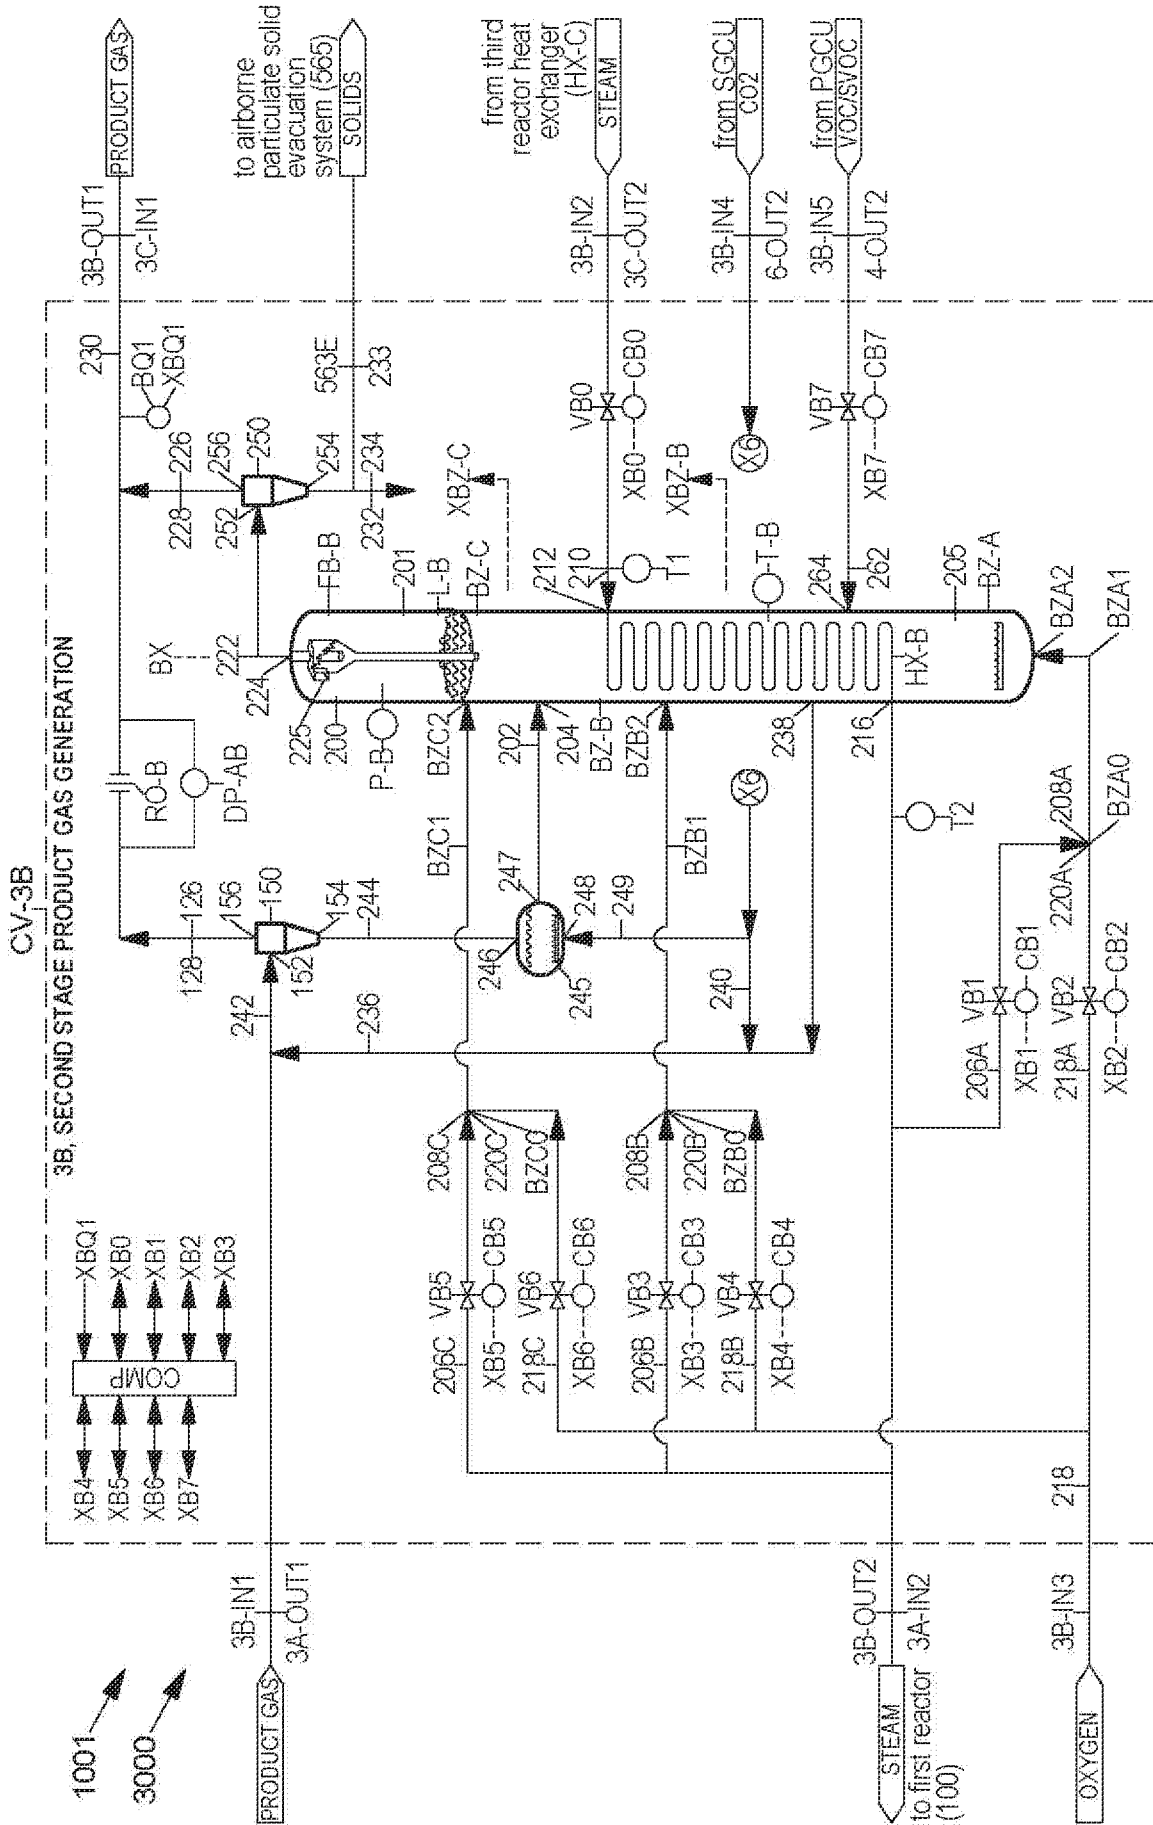 CV-3B
3B, SECOND STAGE PRODUCT GAS GENERATION
1001
3000
XB4
XB5
XB6
XB7
COMP
XBQ1
XB0
XB1
XB2
XB3
PRODUCT GAS
3B-IN1
3A-OUT1
242
128
126
156
150
152
154
244
236
RO-B
DP-AB
BX
222
224
225
200
P-B
228
226
256
250
252
254
232
234
230
BQ1
XBQ1
563E
233
3B-OUT1
3C-IN1
PRODUCT GAS
to airborne
particulate solid
evacuation
system (565)
SOLIDS
FB-B
201
L-B
BZ-C
XBZ-C
206C
VB5
CB5
XB5
208C
220C
BZC0
218C
VB6
CB6
XB6
BZC1
BZC2
246
247
245
248
249
202
204
BZ-B
206B
VB3
CB3
XB3
208B
220B
BZB0
218B
VB4
CB4
XB4
BZB1
BZB2
240
X6
238
216
212
210
T1
XBZ-B
VB0
CB0
XB0
3B-IN2
3C-OUT2
from third
reactor heat
exchanger
(HX-C)
STEAM
X6
3B-IN4
6-OUT2
from SGCU
CO2
T-B
264
262
VB7
CB7
XB7
3B-IN5
4-OUT2
from PGCU
VOC/SVOC
HX-B
205
BZ-A
T2
3B-OUT2
3A-IN2
STEAM
to first reactor
(100)
206A
VB1
CB1
XB1
208A
220A
BZA0
BZA2
BZA1
218A
VB2
CB2
XB2
218
3B-IN3
OXYGEN